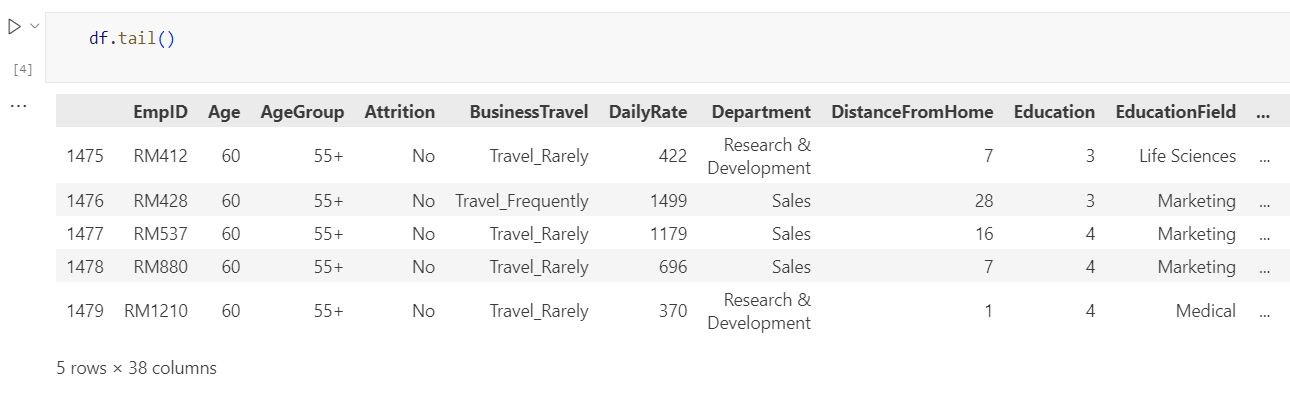 df.tail()
[4]
...
EmpID Age AgeGroup Attrition BusinessTravel DailyRate Department DistanceFromHome Education EducationField ...
1475 RM412 60 55+ No Travel_Rarely 422 Research & Development 7 3 Life Sciences ...
1476 RM428 60 55+ No Travel_Frequently 1499 Sales 28 3 Marketing ...
1477 RM537 60 55+ No Travel_Rarely 1179 Sales 16 4 Marketing ...
1478 RM880 60 55+ No Travel_Rarely 696 Sales 7 4 Marketing ...
1479 RM1210 60 55+ No Travel_Rarely 370 Research & Development 1 4 Medical ...
5 rows × 38 columns